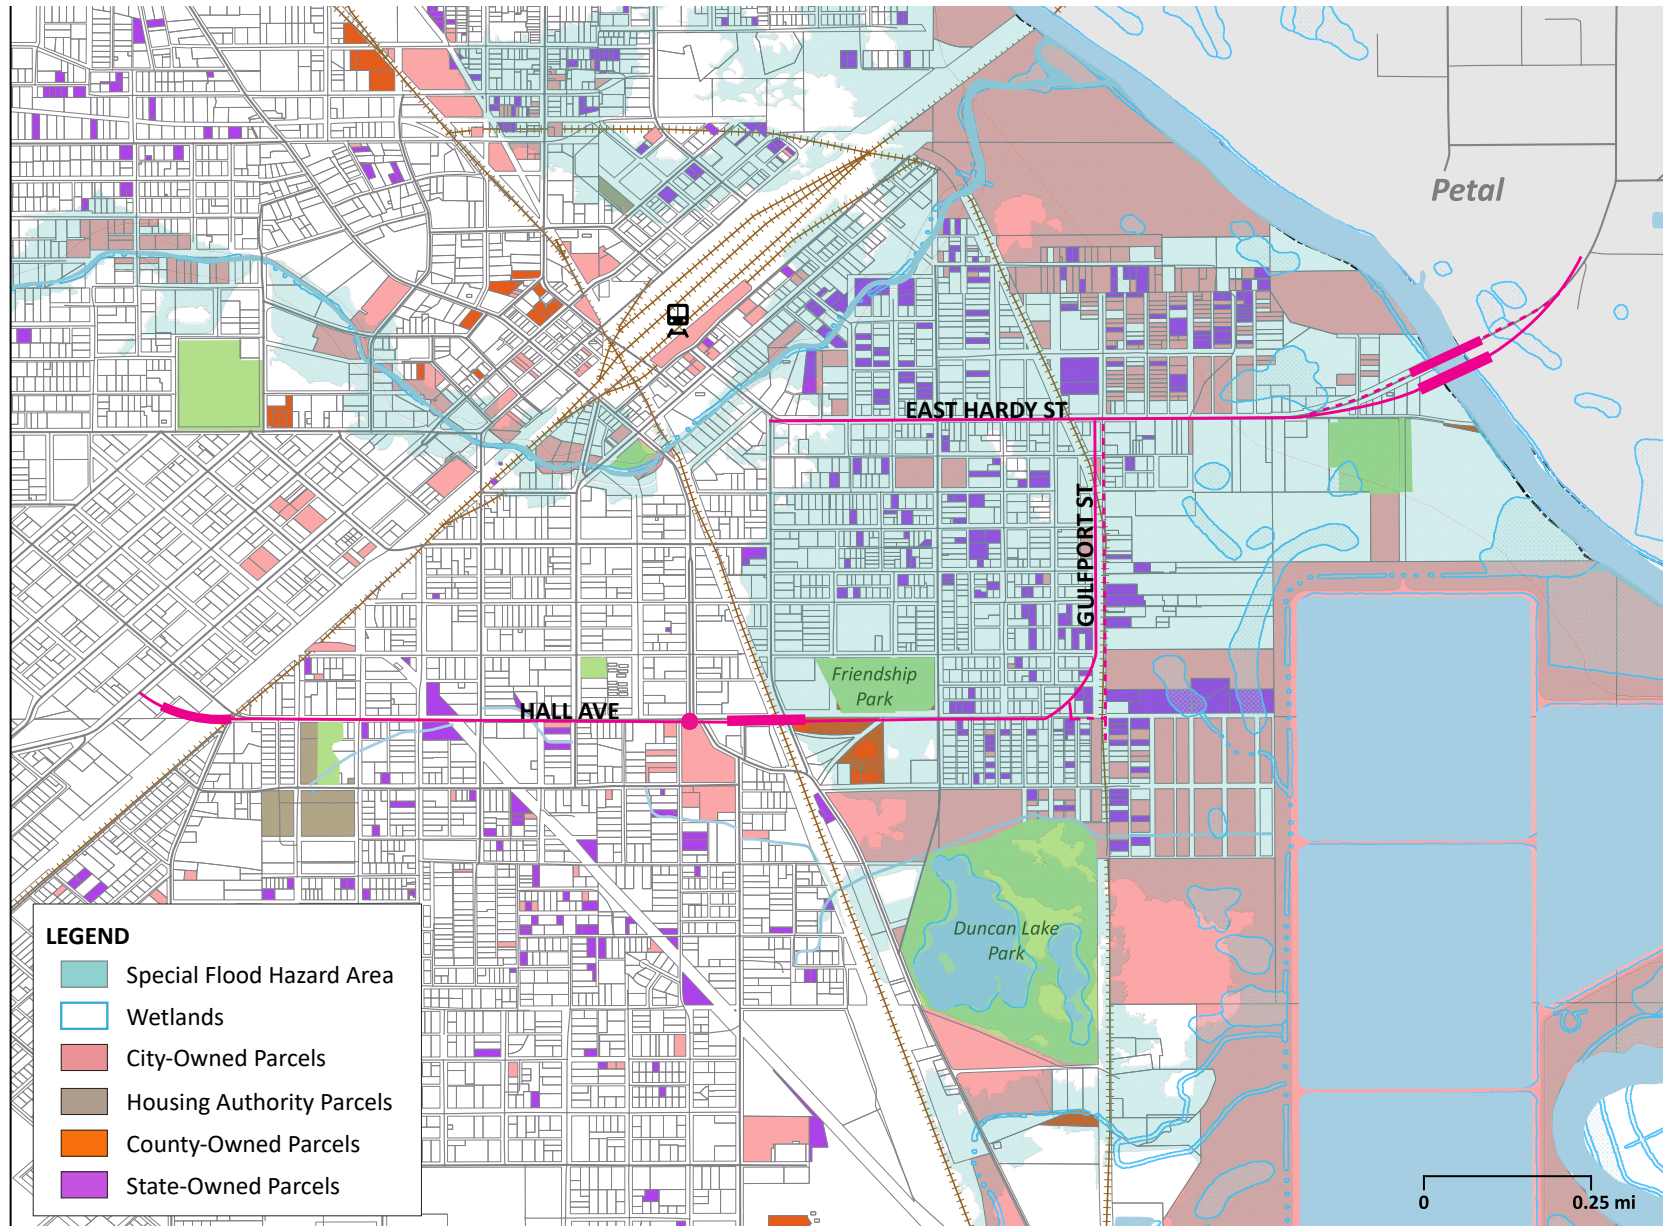 Petal
EAST HARDY ST
GULFPORT ST
Friendship
Park
HALL AVE
Duncan Lake
Park
LEGEND
Special Flood Hazard Area
Wetlands
City-Owned Parcels
Housing Authority Parcels
County-Owned Parcels
State-Owned Parcels
0 0.25 mi